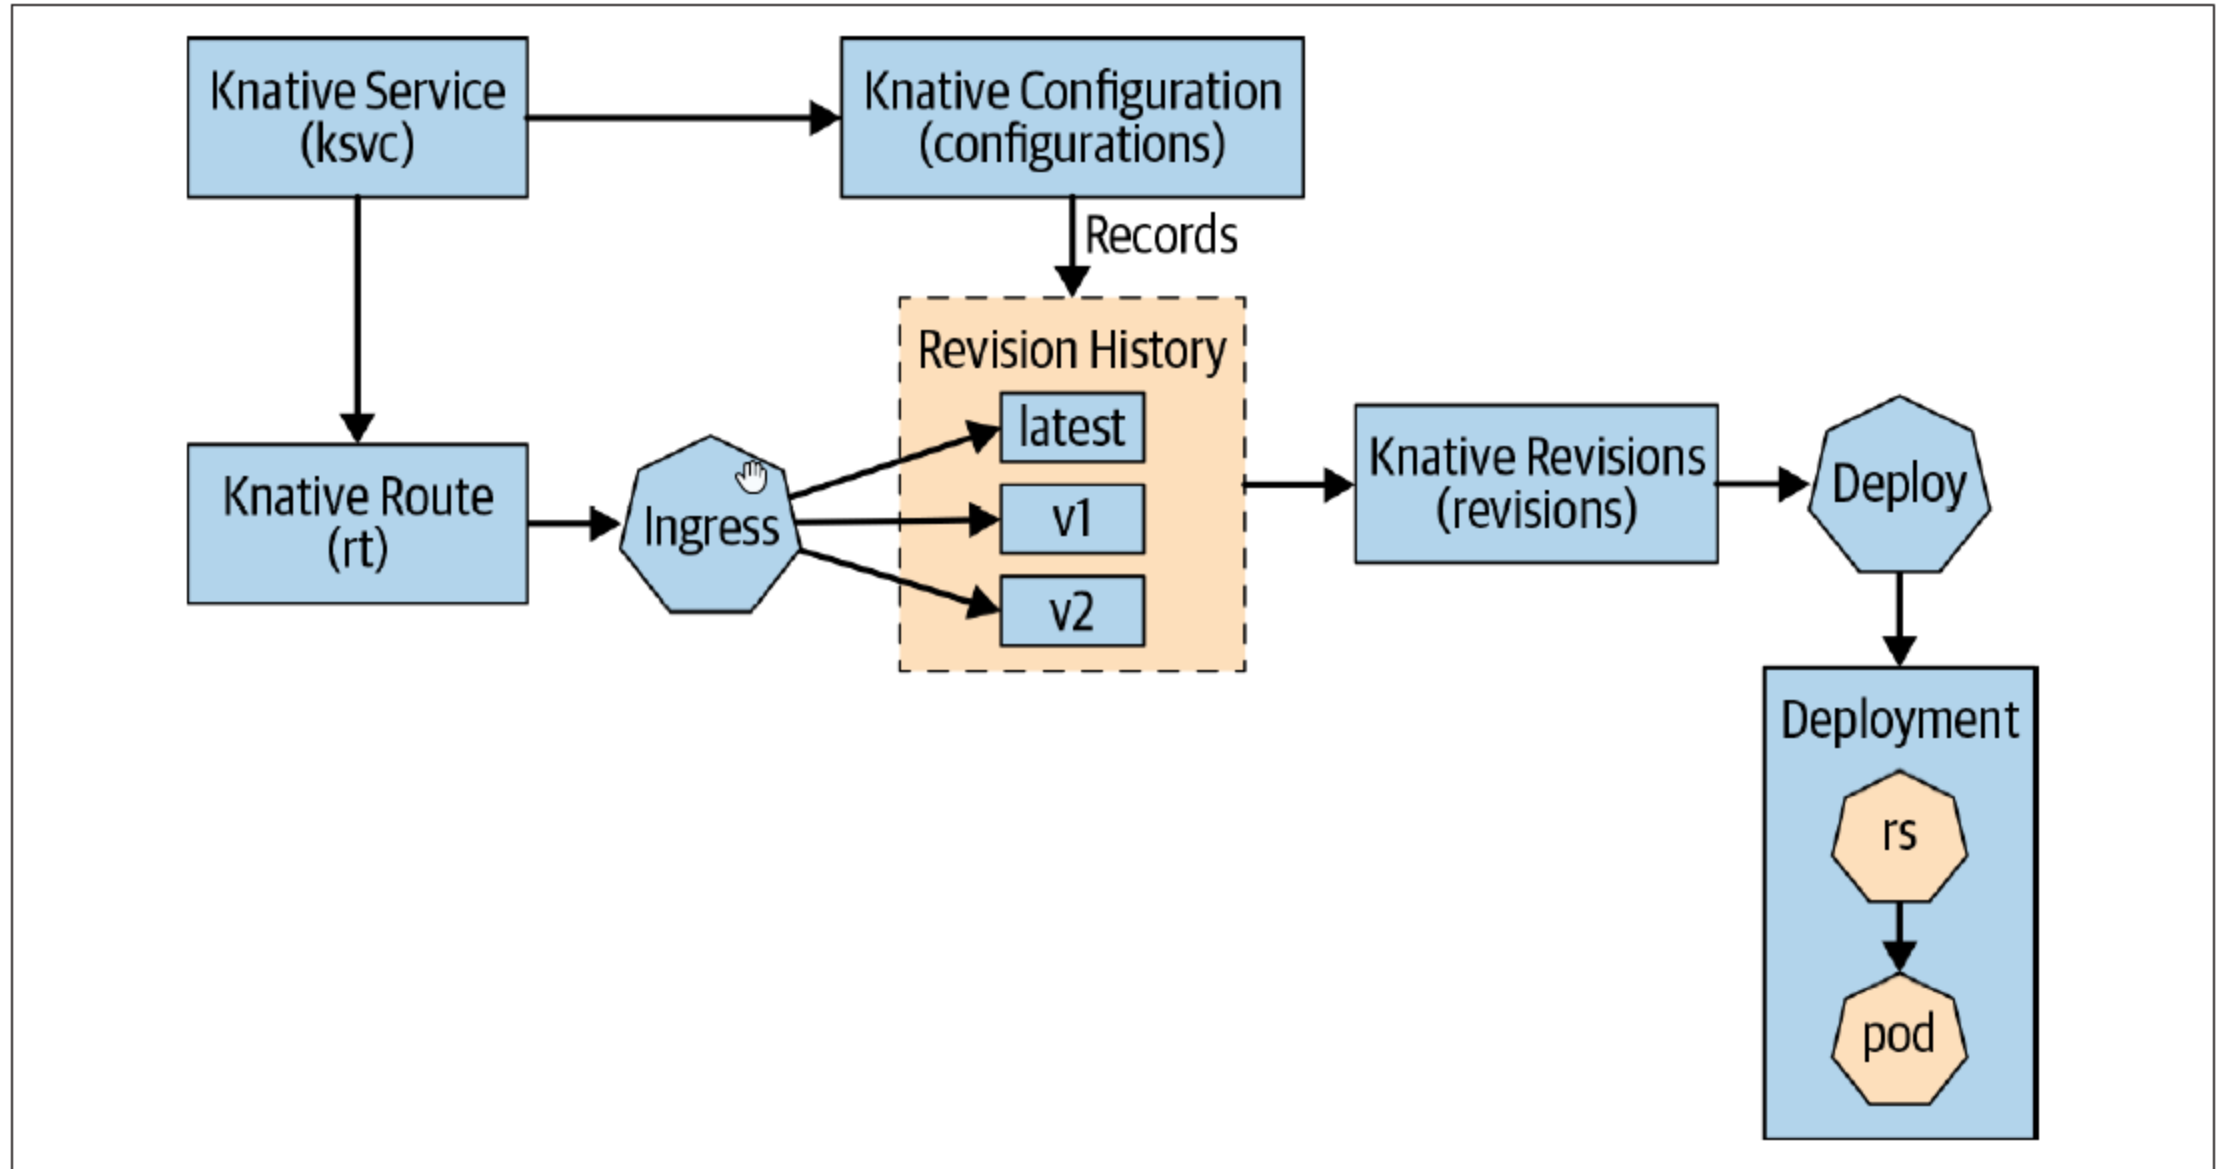 Knative Service
(ksvc)
Knative Configuration
(configurations)
Records
Revision History
latest
v1
v2
Knative Route
(rt)
Ingress
Knative Revisions
(revisions)
Deploy
Deployment
rs
pod